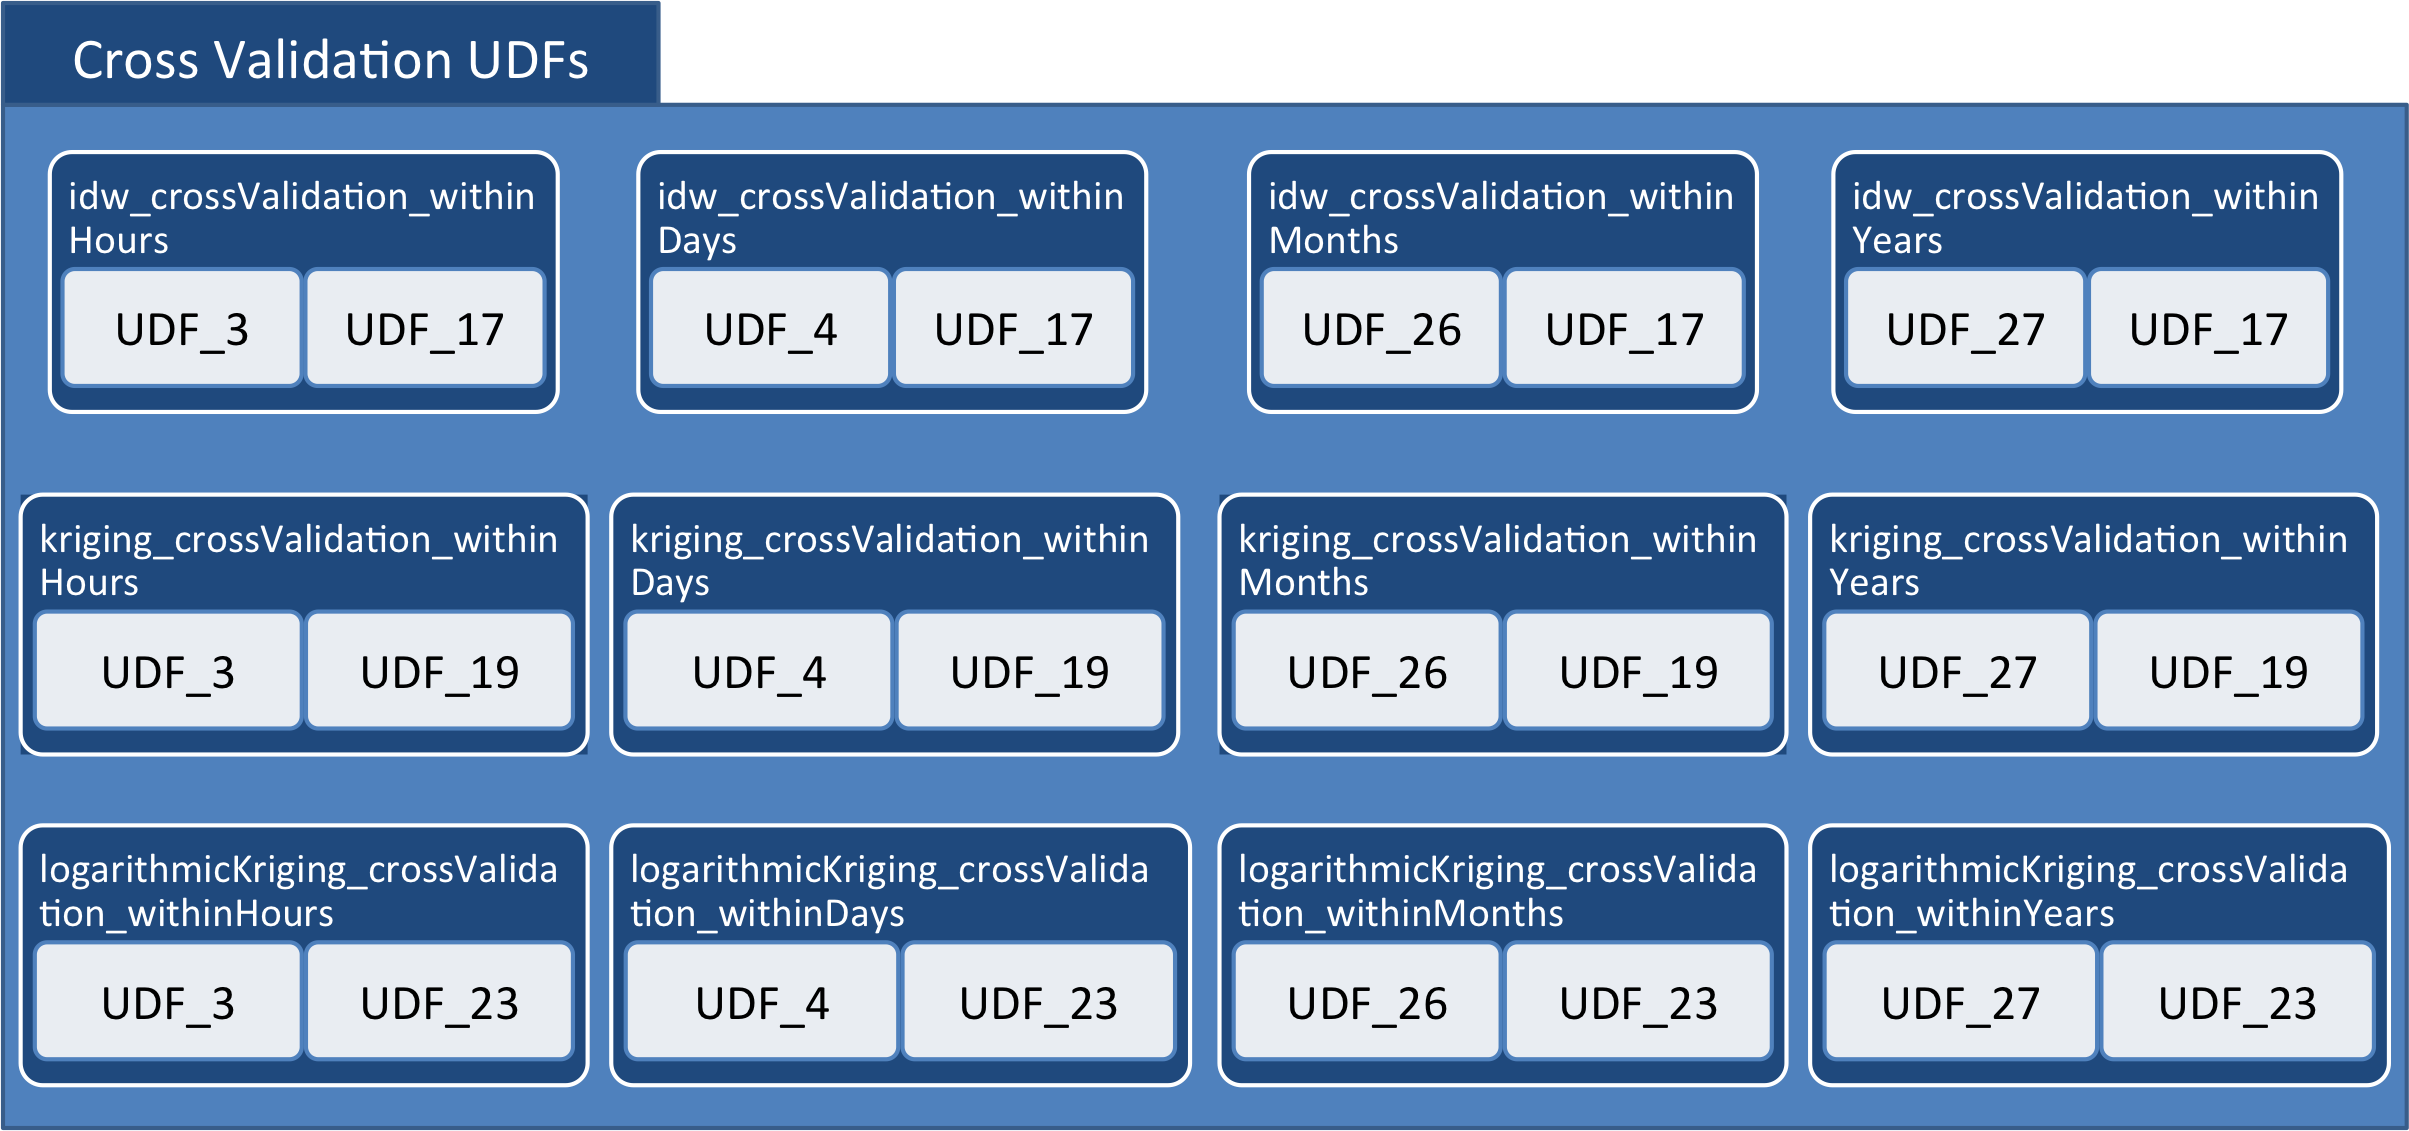 Cross Validation UDFs
idw_crossValidation_within
Hours
UDF_3
UDF_17
idw_crossValidation_within
Days
UDF_4
UDF_17
idw_crossValidation_within
Months
UDF_26
UDF_17
idw_crossValidation_within
Years
UDF_27
UDF_17
kriging_crossValidation_within
Hours
UDF_3
UDF_19
kriging_crossValidation_within
Days
UDF_4
UDF_19
kriging_crossValidation_within
Months
UDF_26
UDF_19
kriging_crossValidation_within
Years
UDF_27
UDF_19
logarithmicKriging_crossValida
tion_withinHours
UDF_3
UDF_23
logarithmicKriging_crossValida
tion_withinDays
UDF_4
UDF_23
logarithmicKriging_crossValida
tion_withinMonths
UDF_26
UDF_23
logarithmicKriging_crossValida
tion_withinYears
UDF_27
UDF_23